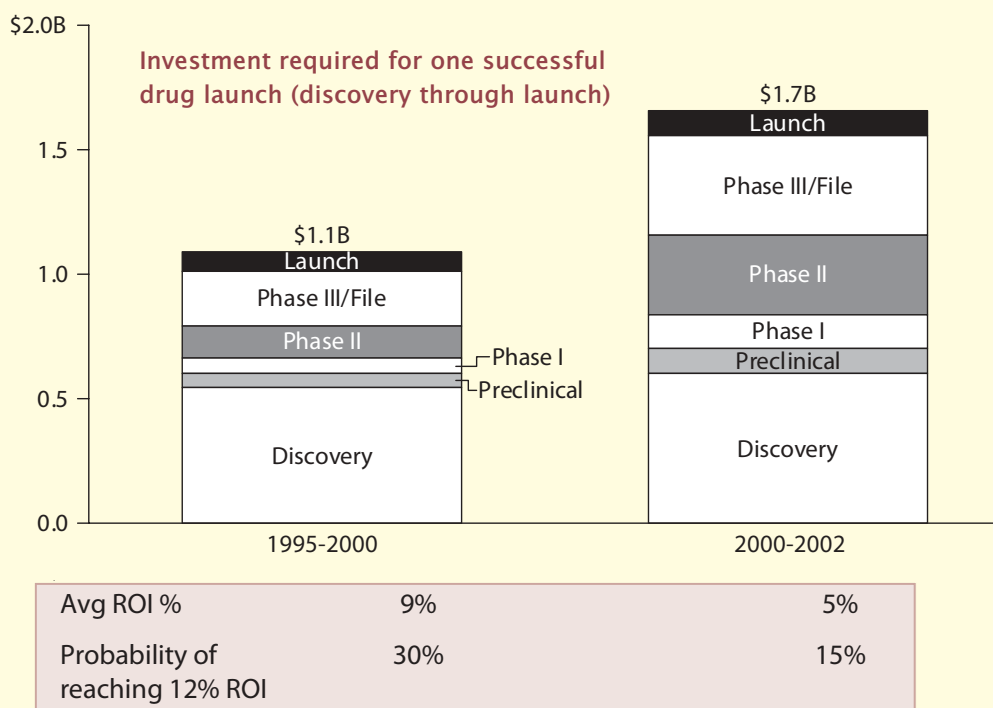 $2.0B
Investment required for one successful
drug launch (discovery through launch)
$1.7B
Launch
1.5
Phase III/File
$1.1B
Launch
1.0
Phase III/File
Phase II
Phase II
Phase I
Phase I
Preclinical
Preclinical
0.5
Discovery
Discovery
0.0
1995-2000 2000-2002
Avg ROI % 9% 5%
Probability of 30% 15%
reaching 12% ROI